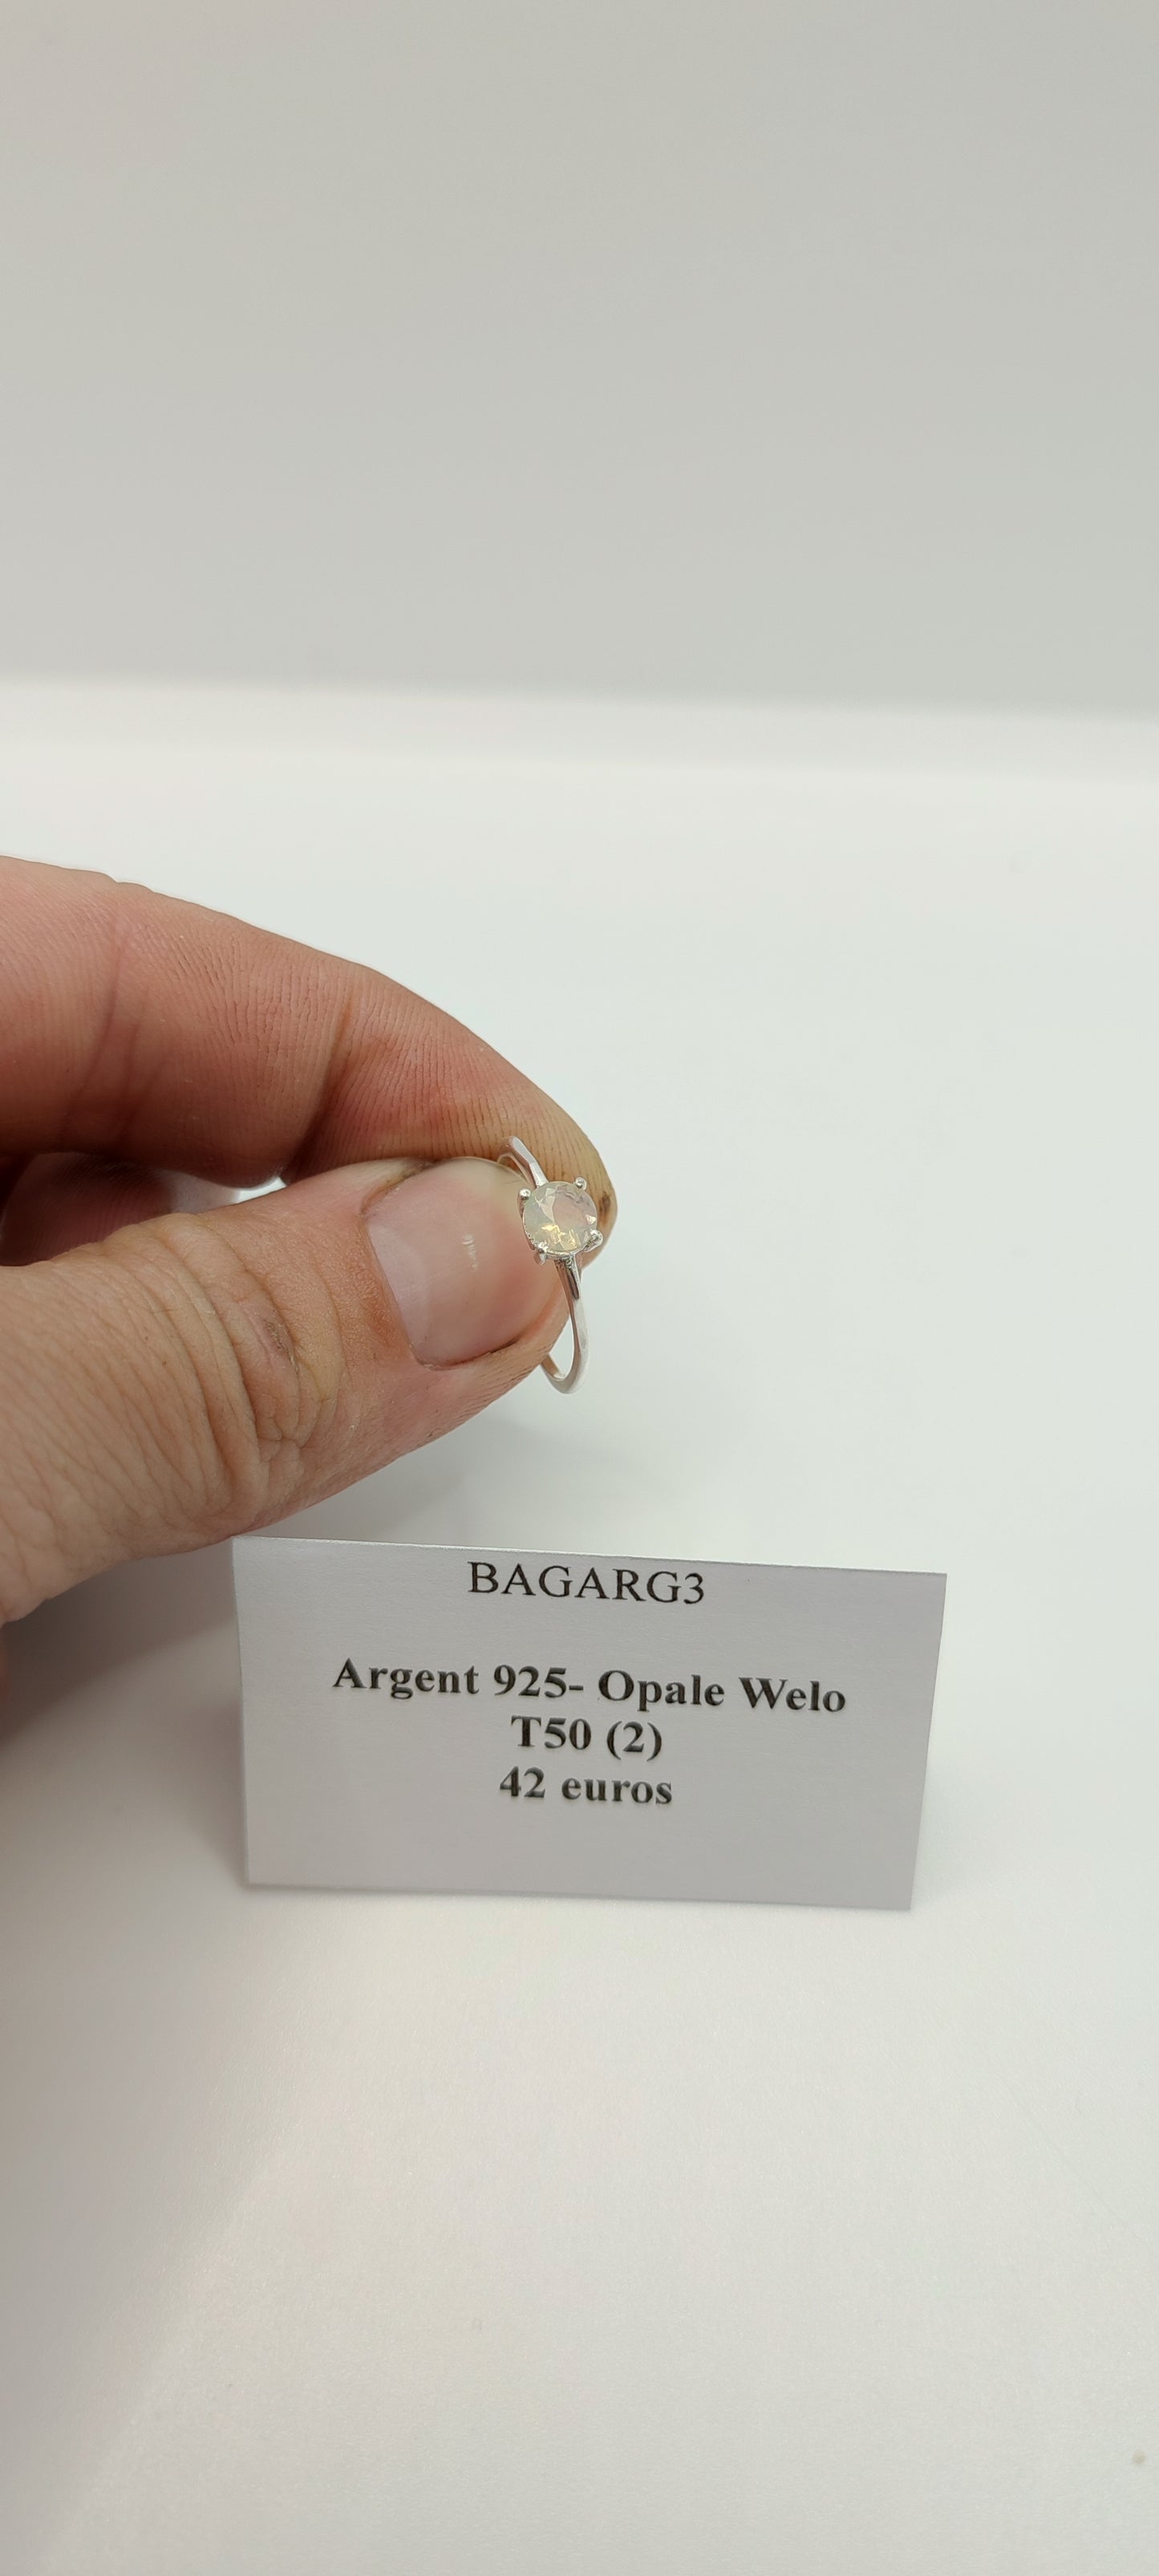 BAGARG3
Argent 925- Opale Welo
T50 (2)
42 euros